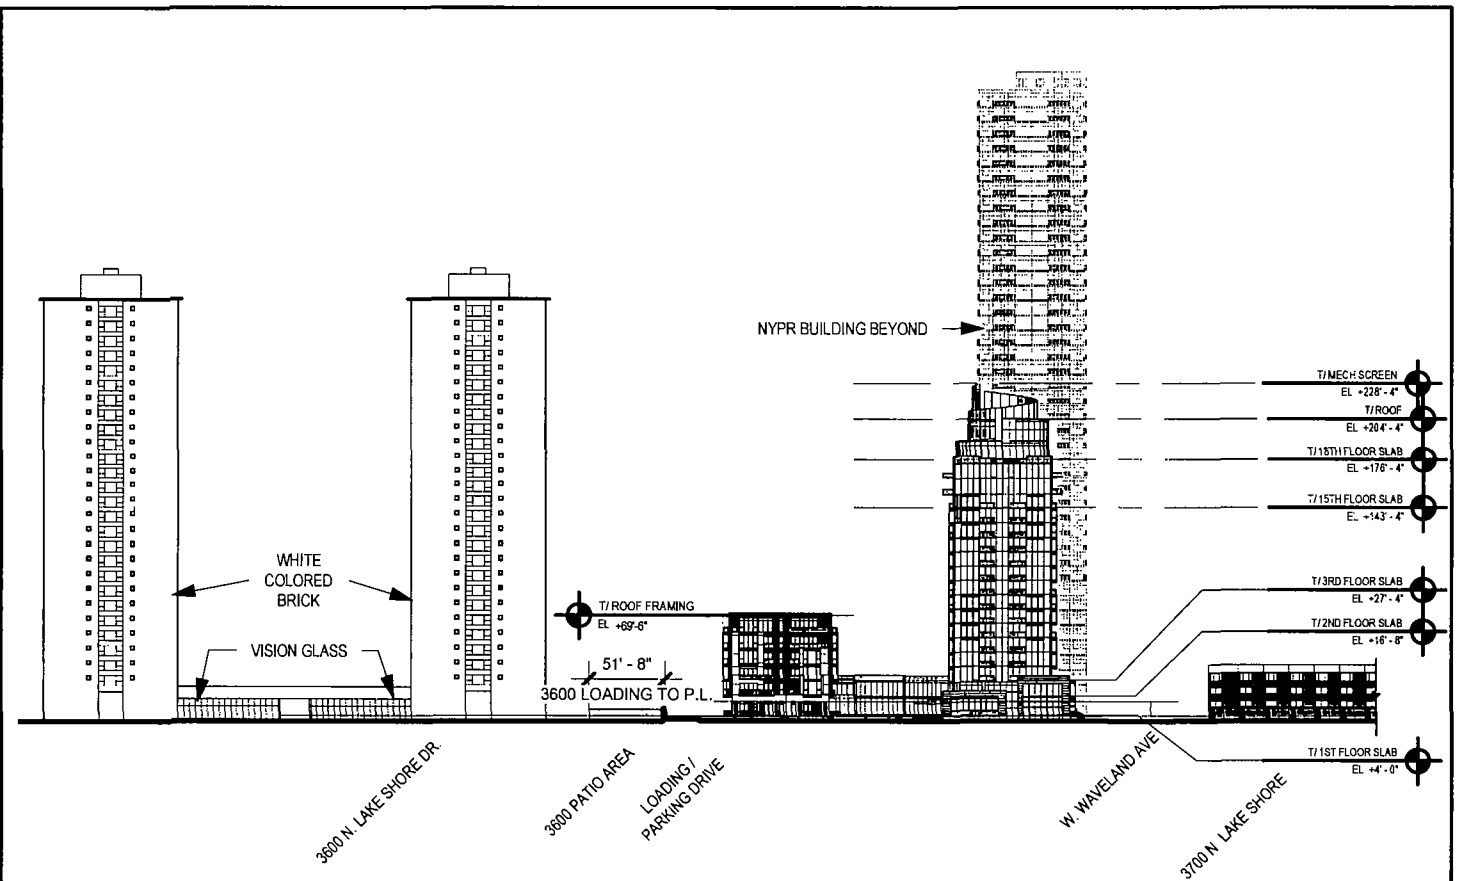 NYPR BUILDING BEYOND
T/ MECH SCREEN
EL +228' - 4"
T/ ROOF
EL +204' - 4"
T/ 18TH FLOOR SLAB
EL +176' - 4"
T/ 15TH FLOOR SLAB
EL +143' - 4"
WHITE
COLORED
BRICK
T/ 3RD FLOOR SLAB
EL +27' - 4"
T/ ROOF FRAMING
EL +69'-6"
T/ 2ND FLOOR SLAB
EL +16' - 8"
VISION GLASS
51' - 8"
3600 LOADING TO P.L.
T/ 1ST FLOOR SLAB
EL +4' - 0"
3600 N. LAKE SHORE DR.
3600 PATIO AREA
LOADING /
PARKING DRIVE
W. WAVELAND AVE
3700 N LAKE SHORE